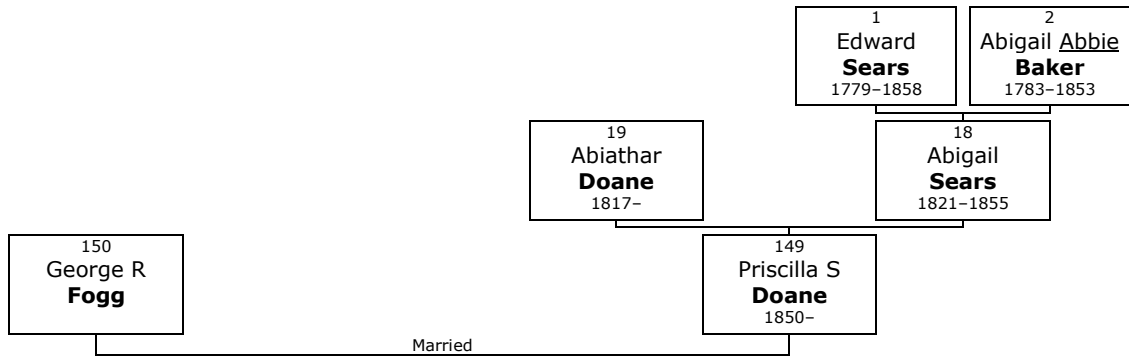 1
Edward
Sears
1779–1858
2
Abigail Abbie
Baker
1783–1853
19
Abiathar
Doane
1817–
18
Abigail
Sears
1821–1855
150
George R
Fogg
149
Priscilla S
Doane
1850–
Married